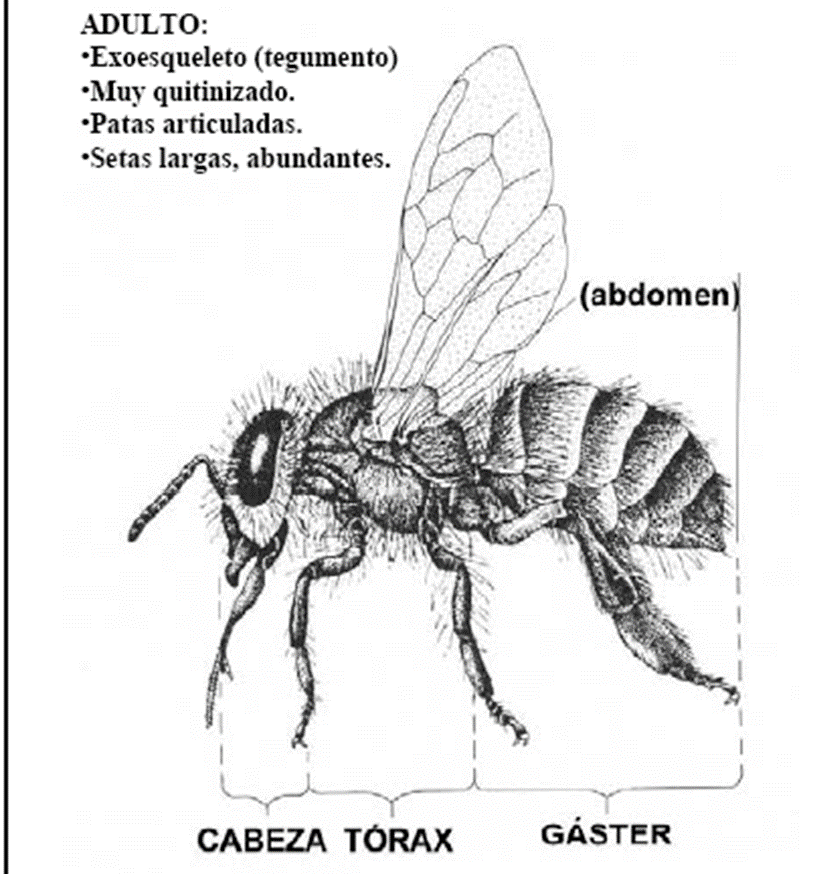 ADULTO:
•Exoesqueleto (tegumento)
•Muy quitinizado.
•Patas articuladas.
•Setas largas, abundantes.
(abdomen)
CABEZA TÓRAX GÁSTER